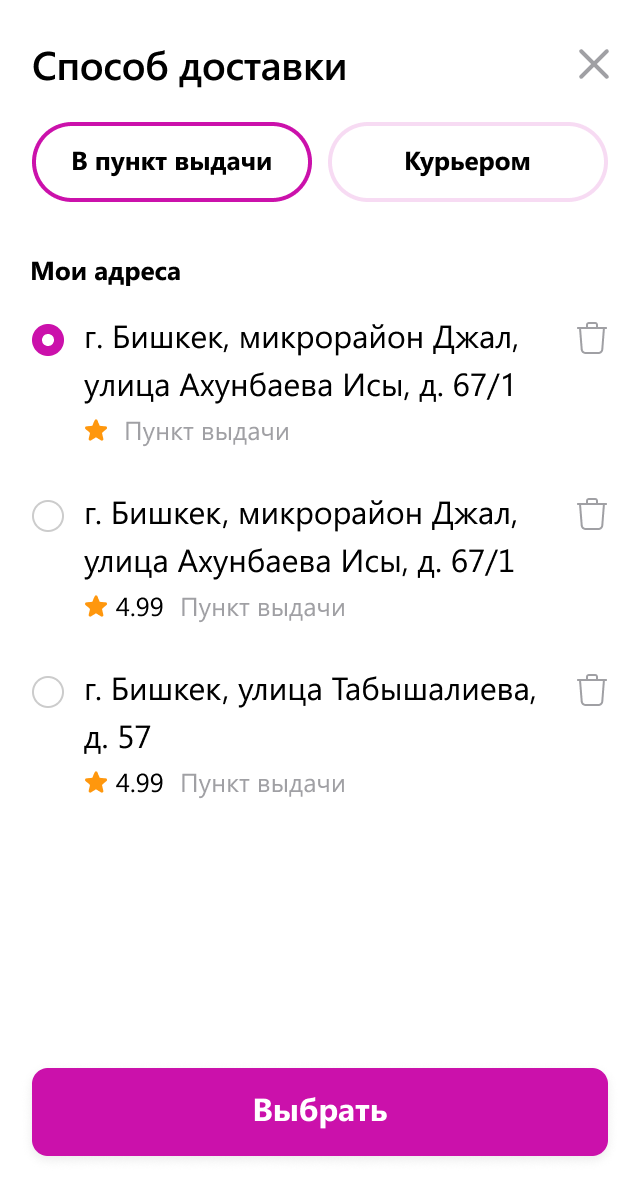 Способ доставки
В пункт выдачи
Курьером
Мои адреса
г. Бишкек, микрорайон Джал,
улица Ахунбаева Исы, д. 67/1
Пункт выдачи
г. Бишкек, микрорайон Джал,
улица Ахунбаева Исы, д. 67/1
4.99 Пункт выдачи
г. Бишкек, улица Табышалиева,
д. 57
4.99 Пункт выдачи
Выбрать